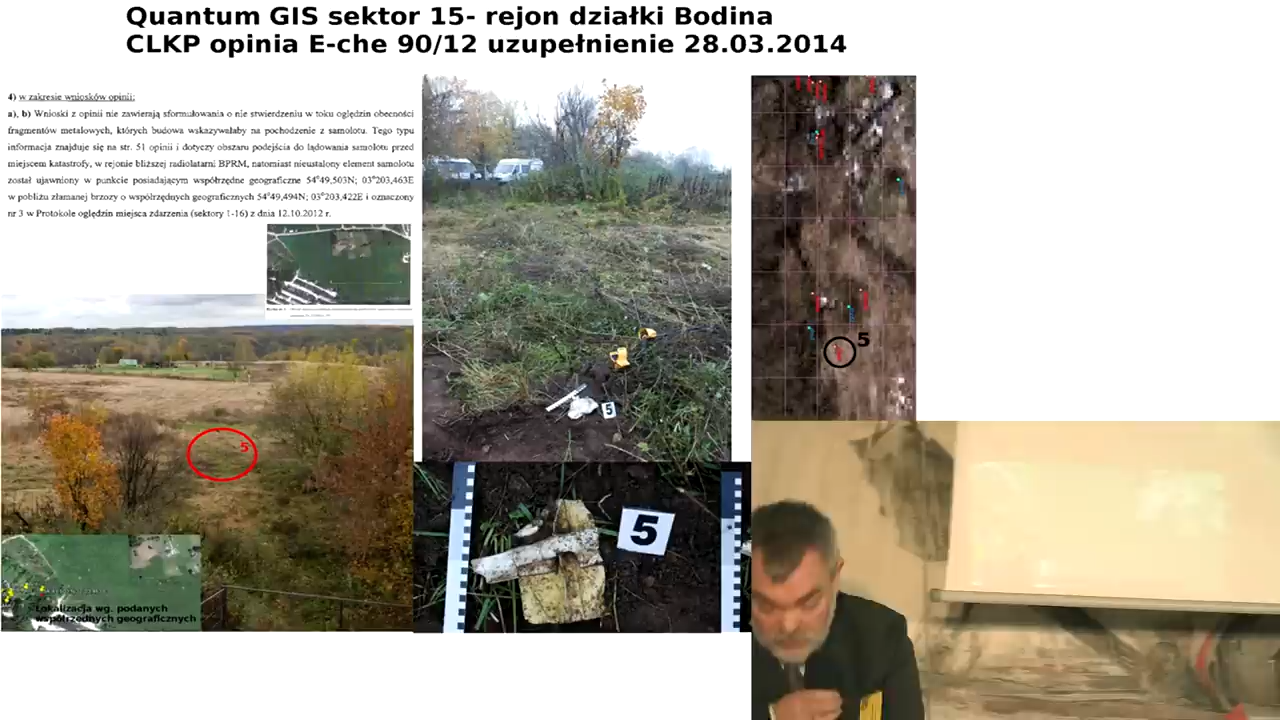 Quantum GIS sektor 15- rejon działki Bodina
CLKP opinia E-che 90/12 uzupełnienie 28.03.2014
4) w zakresie wniosków opinii:
a), b) Wnioski z opinii nie zawierają sformułowania o nie stwierdzeniu w toku oględzin obecności
fragmentów metalowych, których budowa wskazywałaby na pochodzenie z samolotu. Tego typu
informacja znajduje się na str. 51 opinii i dotyczy obszaru podejścia do lądowania samolotu przed
miejscem katastrofy, w rejonie bliższej radiolatarni BPRM, natomiast nieustalony element samolotu
został ujawniony w punkcie posiadającym współrzędne geograficzne 54°49,503N; 03°203,463E
w pobliżu złamanej brzozy o współrzędnych geograficznych 54°49,494N; 03°203,422E i oznaczony
nr 3 w Protokole oględzin miejsca zdarzenia (sektory 1-16) z dnia 12.10.2012 r.
5
5
5
5
Lokalizacja wg. podanych
współrzędnych geograficznych